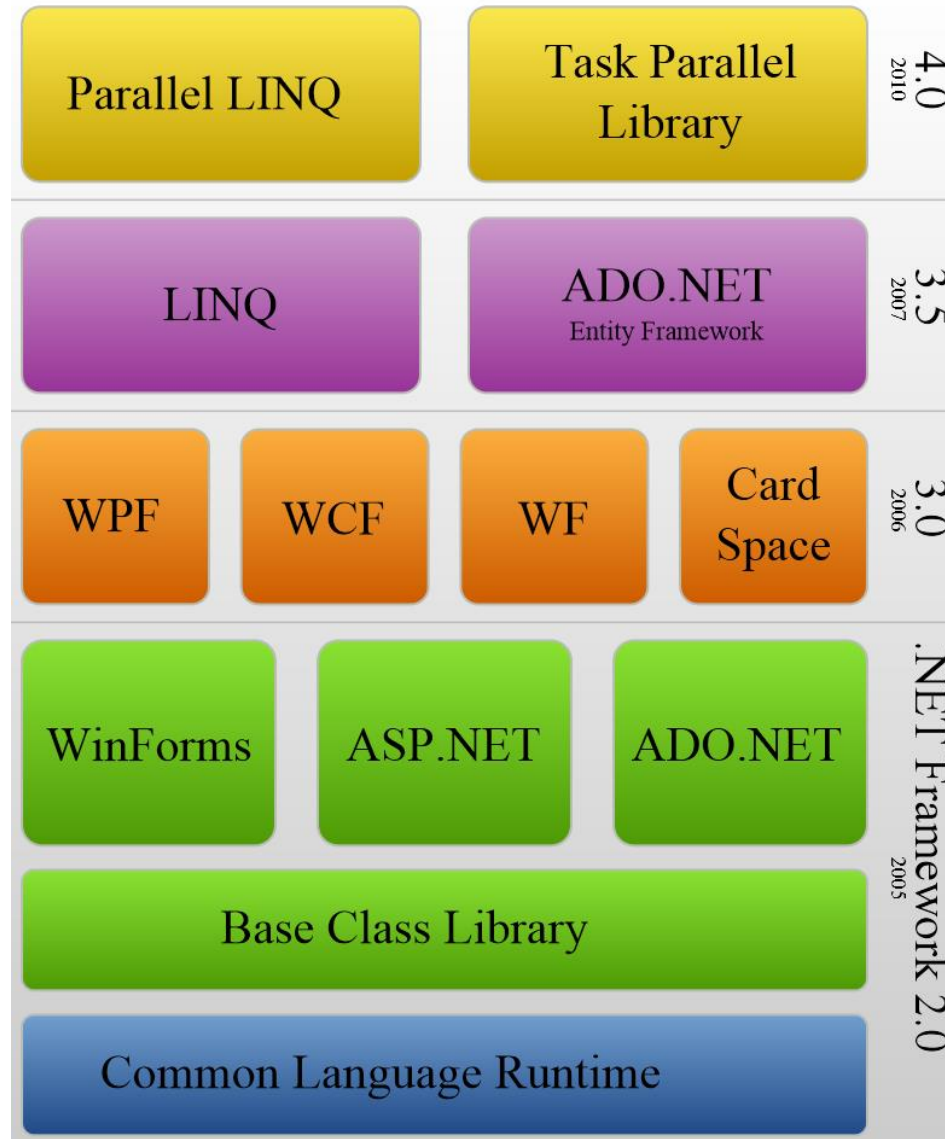 Parallel LINQ
Task Parallel
Library
4.0
2010
LINQ
ADO.NET
Entity Framework
3.5
2007
WPF
WCF
WF
Card
Space
3.0
2006
WinForms
ASP.NET
ADO.NET
Base Class Library
Common Language Runtime
.NET Framework 2.0
2005